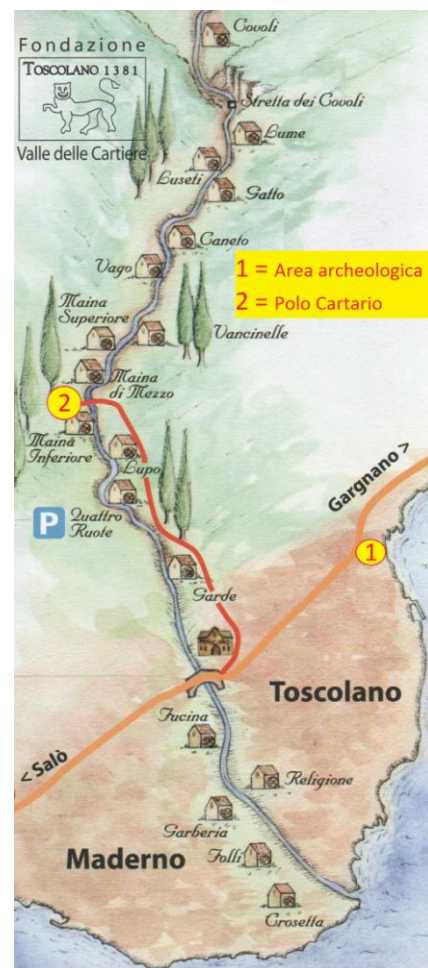 Fondazione
TOSCOLANO 1381
Valle delle Cartiere
Covoli
Stretta dei Covoli
Lume
Luseti
Gatto
Caneto
Vago
1 = Area archeologica
2 = Polo Cartario
Maina
Superiore
Vancinelle
Maina
di Mezzo
2
Maina
Inferiore
Lupo
Gargnano >
P
Quattro
Ruote
1
Garde
Toscolano
Fucina
< Salò
Religione
Garberia
Maderno
Folli
Crosetta